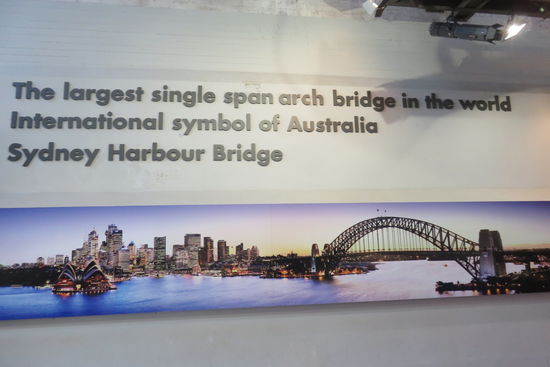 The largest single span arch bridge in the world
International symbol of Australia
Sydney Harbour Bridge